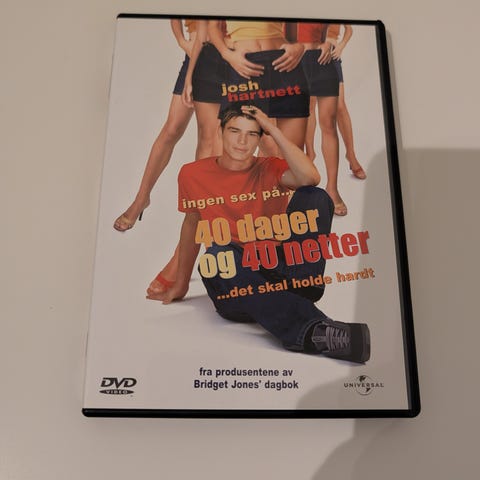 josh
hartnett
ingen sex på...
40 dager
og 40 netter
...det skal holde hardt
fra produsentene av
Bridget Jones' dagbok
DVD
VIDEO
UNIVERSAL